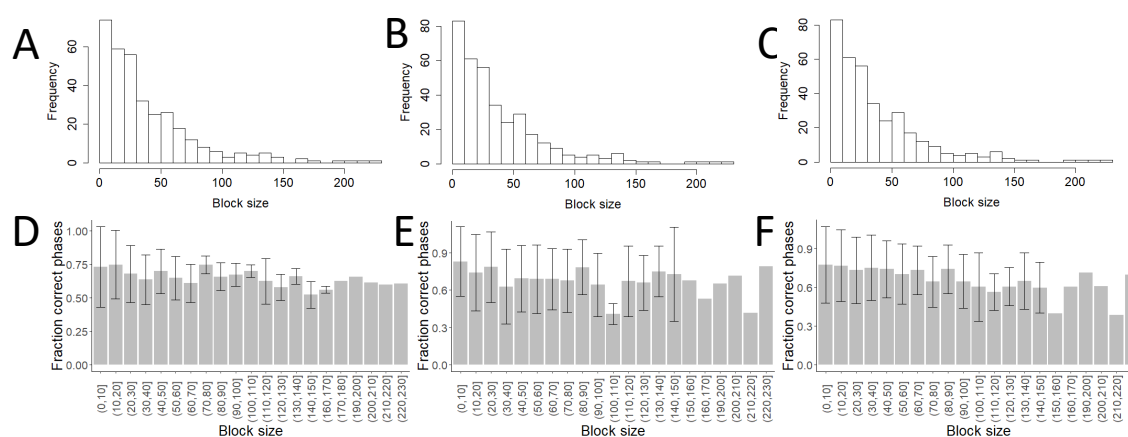 A
Frequency
0 20 40 60
0 50 100 150 200
Block size
B
Frequency
0 20 40 60 80
0 50 100 150 200
Block size
C
Frequency
0 20 40 60 80
0 50 100 150 200
Block size
D
Fraction correct phases
1.00
0.75
0.50
0.25
0.00
(0,10] (10,20] (20,30] (30,40] (40,50] (50,60] (60,70] (70,80] (80,90] (90,100] (100,110] (110,120] (120,130] (130,140] (140,150] (160,170] (170,180] (190,200] (200,210] (210,220] (220,230]
Block size
E
Fraction correct phases
0.9
0.6
0.3
0.0
(0,10] (10,20] (20,30] (30,40] (40,50] (50,60] (60,70] (70,80] (80,90] (90,100] (100,110] (110,120] (120,130] (130,140] (140,150] (150,160] (160,170] (190,200] (200,210] (210,220] (220,230]
Block size
F
Fraction correct phases
0.9
0.6
0.3
0.0
(0,10] (10,20] (20,30] (30,40] (40,50] (50,60] (60,70] (70,80] (80,90] (90,100] (100,110] (110,120] (120,130] (130,140] (140,150] (150,160] (160,170] (190,200] (200,210] (210,220]
Block size